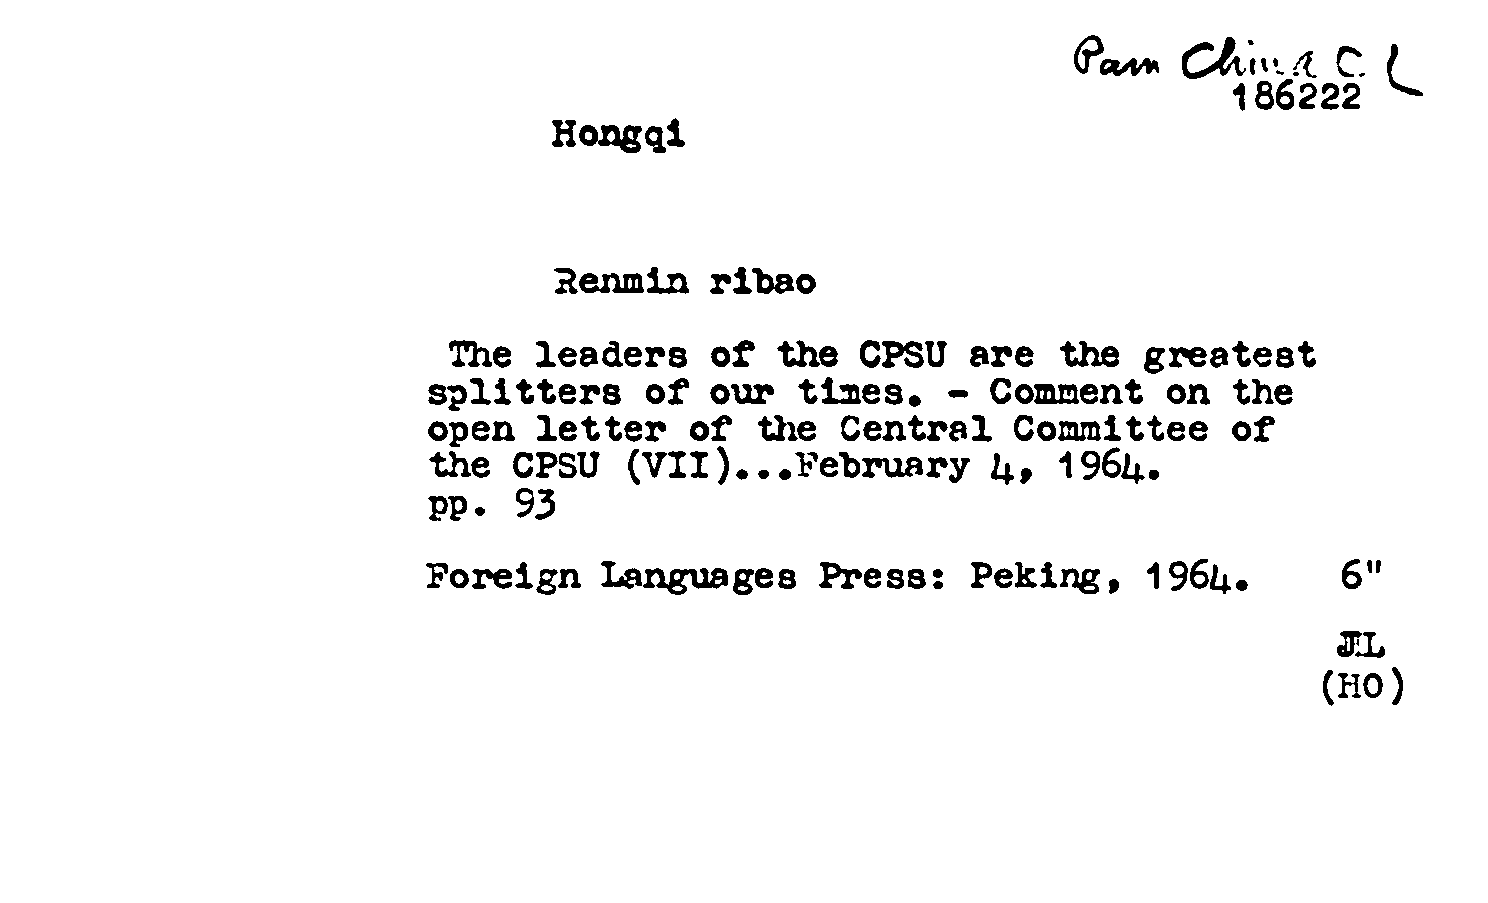 Pam China C. L
186222
Hongqi
Renmin ribao
The leaders of the CPSU are the greatest
splitters of our times. - Comment on the
open letter of the Central Committee of
the CPSU (VII)...February 4, 1964.
pp. 93
Foreign Languages Press: Peking, 1964. 6"
JEL
(HO)